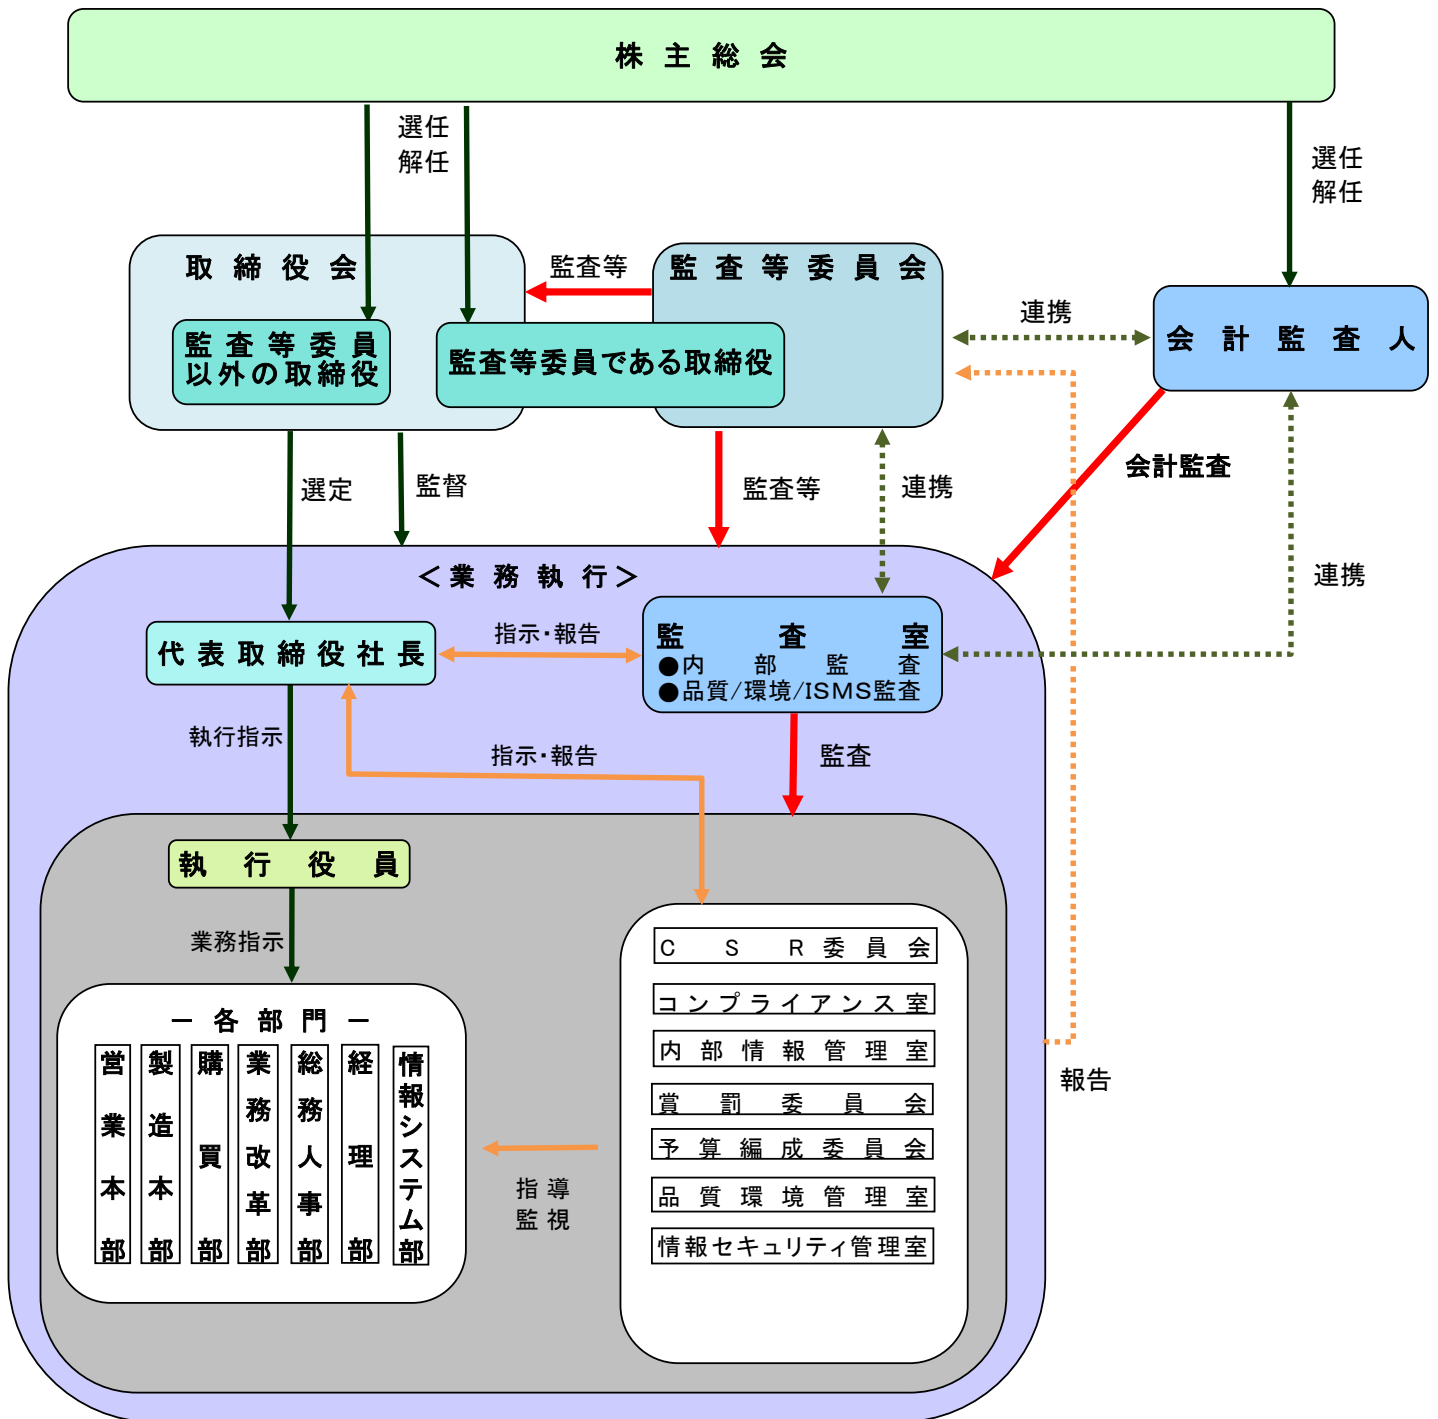 株主総会
選任
解任
選任
解任
取締役会
監査等
監査等委員会
連携
会計監査人
監査等委員
以外の取締役
監査等委員である取締役
選定
監督
監査等
連携
会計監査
連携
<業務執行>
代表取締役社長
指示・報告
監査室
●内部監査
●品質/環境/ISMS監査
執行指示
指示・報告
監査
執行役員
業務指示
－各部門－
営業本部
製造本部
購買部
業務改革部
総務人事部
経理部
情報システム部
指導
監視
CSR委員会
コンプライアンス室
内部情報管理室
賞罰委員会
予算編成委員会
品質環境管理室
情報セキュリティ管理室
報告